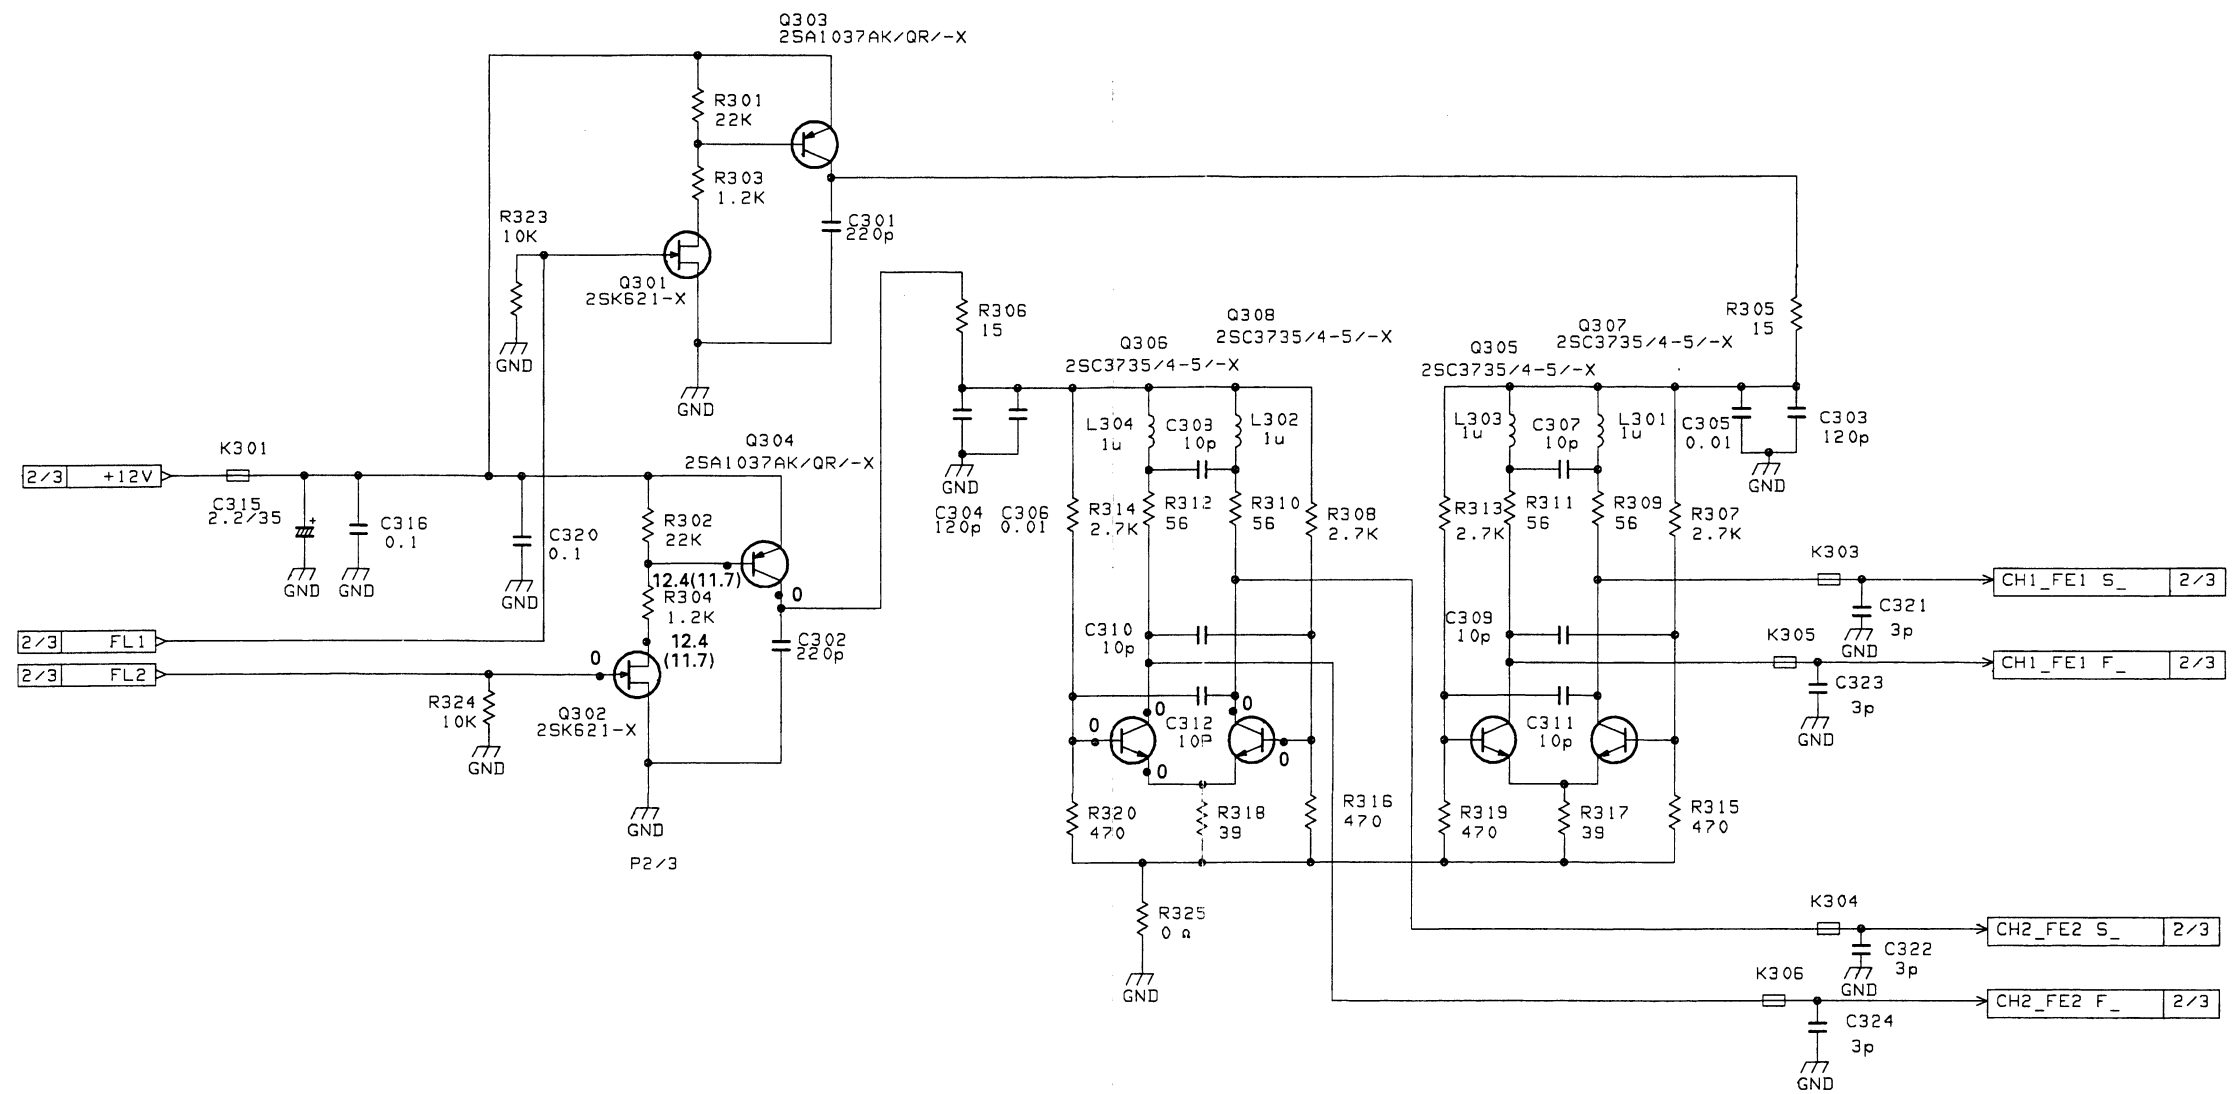 Q303
2SA1037AK/QR/-X
R301
22K
R303
1.2K
C301
220p
R323
10K
Q301
2SK621-X
GND
GND
R306
15
Q308
2SC3735/4-5/-X
Q306
2SC3735/4-5/-X
Q307
2SC3735/4-5/-X
Q305
2SC3735/4-5/-X
R305
15
K301
2/3 +12V
C315
2.2/35
+
C316
0.1
GND
GND
C320
0.1
GND
Q304
2SA1037AK/QR/-X
R302
22K
12.4(11.7)
R304
1.2K
0
12.4
(11.7)
C302
220p
2/3 FL1
2/3 FL2
0
R324
10K
GND
Q302
2SK621-X
GND
P2/3
GND
C304
120p
C306
0.01
L304
1u
C303
10p
L302
1u
R314
2.7K
R312
56
R310
56
R308
2.7K
C310
10p
0
0
0
C312
10P
0
0
R320
470
R318
39
R316
470
R325
0 Ω
GND
L303
1u
C307
10p
L301
1u
C305
0.01
C303
120p
GND
R313
2.7K
R311
56
R309
56
R307
2.7K
C309
10p
C311
10p
R319
470
R317
39
R315
470
K303
CH1_FE1 S_ 2/3
C321
3p
GND
K305
CH1_FE1 F_ 2/3
C323
3p
GND
K304
CH2_FE2 S_ 2/3
C322
3p
GND
K306
CH2_FE2 F_ 2/3
C324
3p
GND